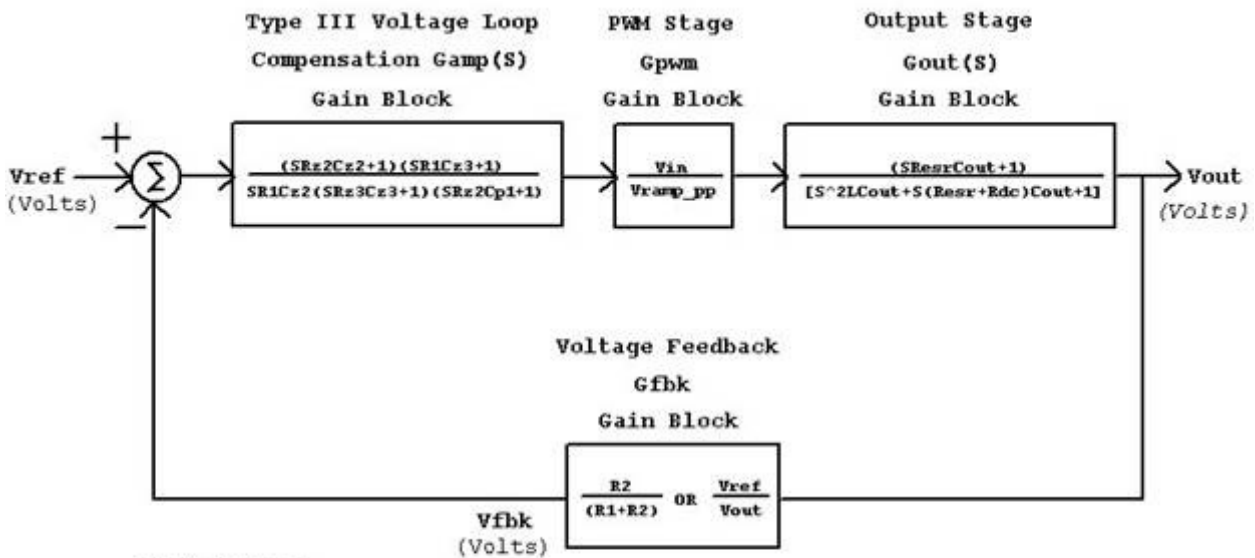 Type III Voltage Loop
Compensation Gamp(S)
Gain Block
PWM Stage
Gpwm
Gain Block
Output Stage
Gout(S)
Gain Block
+
Vref
(Volts)
Σ
−
(SRz2Cz2+1)(SR1Cz3+1)
SR1Cz2(SRz3Cz3+1)(SRz2Cp1+1)
Vin
Vramp_pp
(SResrCout+1)
[S^2LCout+S(Resr+Rdc)Cout+1]
Vout
(Volts)
Voltage Feedback
Gfbk
Gain Block
R2
(R1+R2)
OR
Vref
Vout
Vfbk
(Volts)